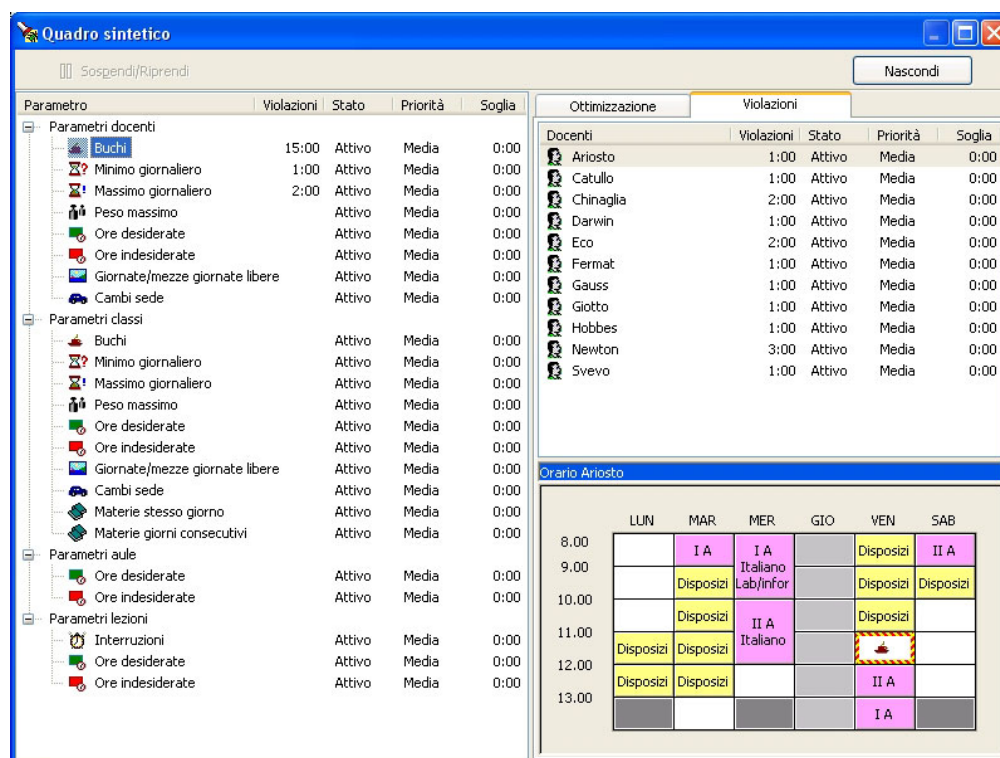 Quadro sintetico
Sospendi/Riprendi
Nascondi
Parametro Violazioni Stato Priorità Soglia
Parametri docenti
Buchi 15:00 Attivo Media 0:00
Minimo giornaliero 1:00 Attivo Media 0:00
Massimo giornaliero 2:00 Attivo Media 0:00
Peso massimo Attivo Media 0:00
Ore desiderate Attivo Media 0:00
Ore indesiderate Attivo Media 0:00
Giornate/mezze giornate libere Attivo Media 0:00
Cambi sede Attivo Media 0:00
Parametri classi
Buchi Attivo Media 0:00
Minimo giornaliero Attivo Media 0:00
Massimo giornaliero Attivo Media 0:00
Peso massimo Attivo Media 0:00
Ore desiderate Attivo Media 0:00
Ore indesiderate Attivo Media 0:00
Giornate/mezze giornate libere Attivo Media 0:00
Cambi sede Attivo Media 0:00
Materie stesso giorno Attivo Media 0:00
Materie giorni consecutivi Attivo Media 0:00
Parametri aule
Ore desiderate Attivo Media 0:00
Ore indesiderate Attivo Media 0:00
Parametri lezioni
Interruzioni Attivo Media 0:00
Ore desiderate Attivo Media 0:00
Ore indesiderate Attivo Media 0:00
Ottimizzazione Violazioni
Docenti Violazioni Stato Priorità Soglia
Ariosto 1:00 Attivo Media 0:00
Catullo 1:00 Attivo Media 0:00
Chinaglia 2:00 Attivo Media 0:00
Darwin 1:00 Attivo Media 0:00
Eco 2:00 Attivo Media 0:00
Fermat 1:00 Attivo Media 0:00
Gauss 1:00 Attivo Media 0:00
Giotto 1:00 Attivo Media 0:00
Hobbes 1:00 Attivo Media 0:00
Newton 3:00 Attivo Media 0:00
Svevo 1:00 Attivo Media 0:00
Orario Ariosto
LUN MAR MER GIO VEN SAB
8.00
I A I A Disposizi II A
9.00 Italiano
Disposizi Lab/infor Disposizi Disposizi
10.00
Disposizi II A Disposizi
11.00
Disposizi Disposizi Italiano
12.00
Disposizi Disposizi II A
13.00
I A